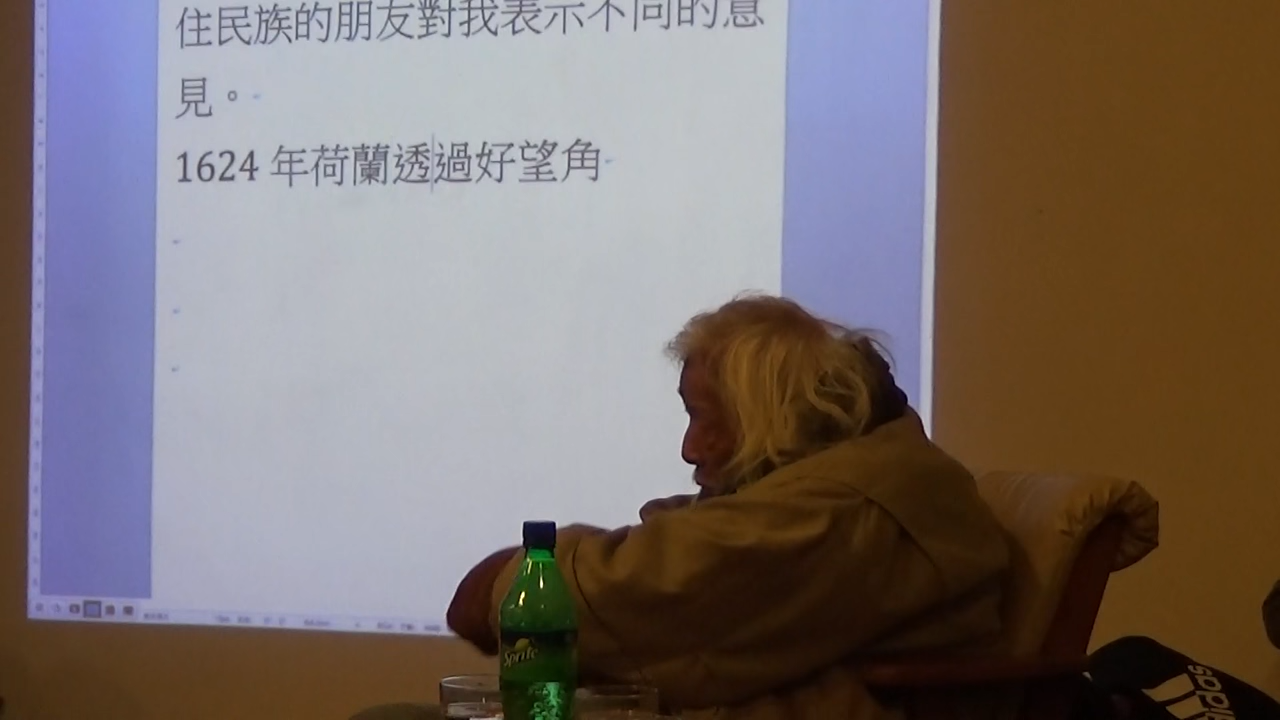 住民族的朋友對我表示不同的意
見。
1624 年荷蘭透過好望角
Sprite
adidas